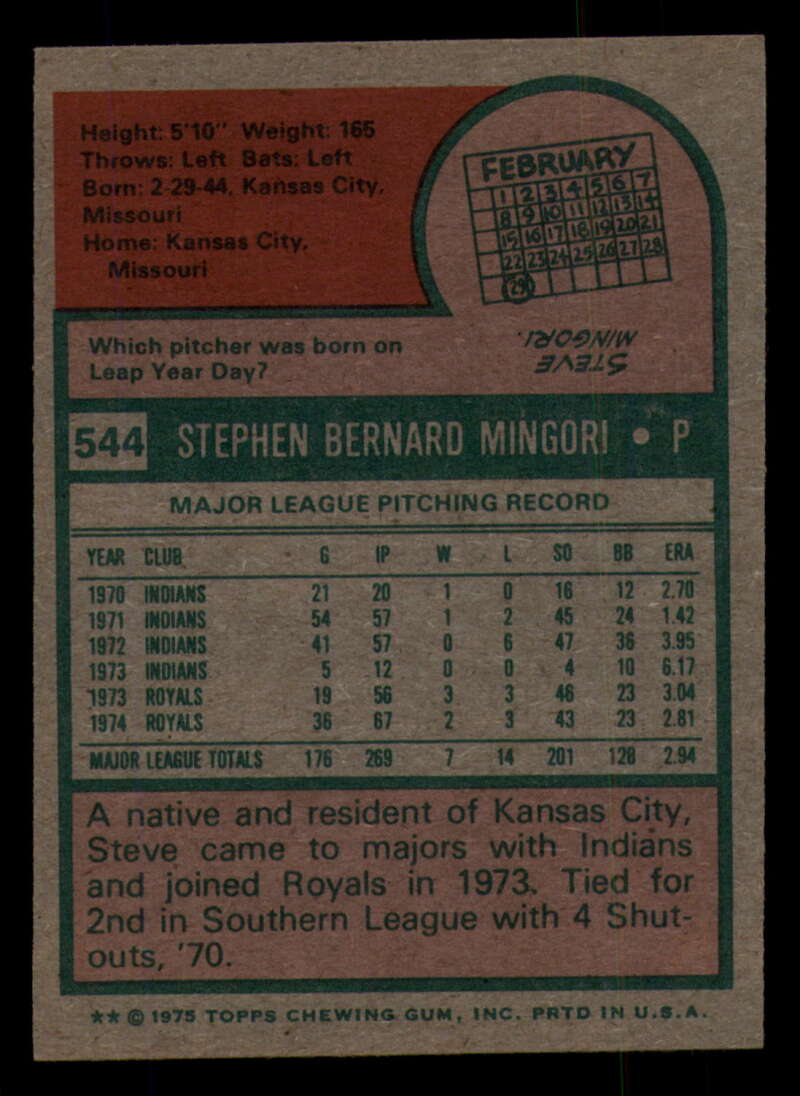 Height: 5'10" Weight: 165
Throws: Left Bats: Left
Born: 2-29-44, Kansas City,
Missouri
Home: Kansas City,
Missouri
FEBRUARY
1 2 3 4 5 6 7
8 9 10 11 12 13 14
15 16 17 18 19 20 21
22 23 24 25 26 27 28
29
Which pitcher was born on
Leap Year Day?
STEVE
MINGORI.
544 STEPHEN BERNARD MINGORI • P
MAJOR LEAGUE PITCHING RECORD
YEAR CLUB G IP W L SO BB ERA
1970 INDIANS 21 20 1 0 16 12 2.70
1971 INDIANS 54 57 1 2 45 24 1.42
1972 INDIANS 41 57 0 6 47 36 3.95
1973 INDIANS 5 12 0 0 4 10 6.17
1973 ROYALS 19 56 3 3 46 23 3.04
1974 ROYALS 36 67 2 3 43 23 2.81
MAJOR LEAGUE TOTALS 176 269 7 14 201 128 2.94
A native and resident of Kansas City,
Steve came to majors with Indians
and joined Royals in 1973. Tied for
2nd in Southern League with 4 Shut-
outs, '70.
** © 1975 TOPPS CHEWING GUM, INC. PRTD IN U.S.A.